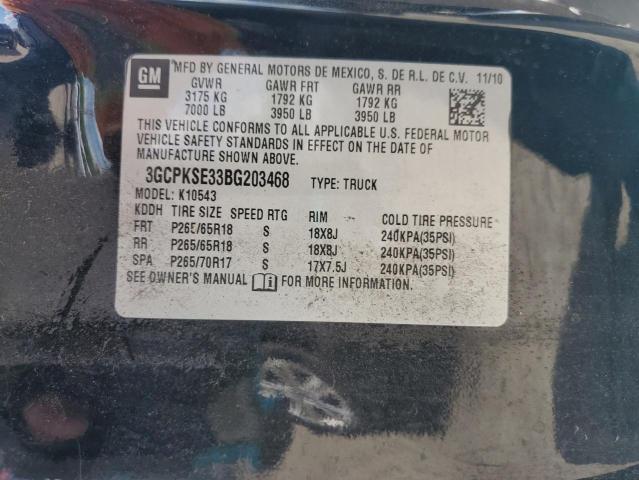 GM
MFD BY GENERAL MOTORS DE MEXICO, S. DE R.L. DE C.V. 11/10
GVWR GAWR FRT GAWR RR
3175 KG 1792 KG 1792 KG
7000 LB 3950 LB 3950 LB
THIS VEHICLE CONFORMS TO ALL APPLICABLE U.S. FEDERAL MOTOR
VEHICLE SAFETY STANDARDS IN EFFECT ON THE DATE OF
MANUFACTURE SHOWN ABOVE.
3GCPKSE33BG203468 TYPE: TRUCK
MODEL: K10543
KDDH TIRE SIZE SPEED RTG RIM COLD TIRE PRESSURE
FRT P265/65R18 S 18X8J 240KPA(35PSI)
RR P265/65R18 S 18X8J 240KPA(35PSI)
SPA P265/70R17 S 17X7.5J 240KPA(35PSI)
SEE OWNER'S MANUAL FOR MORE INFORMATION.